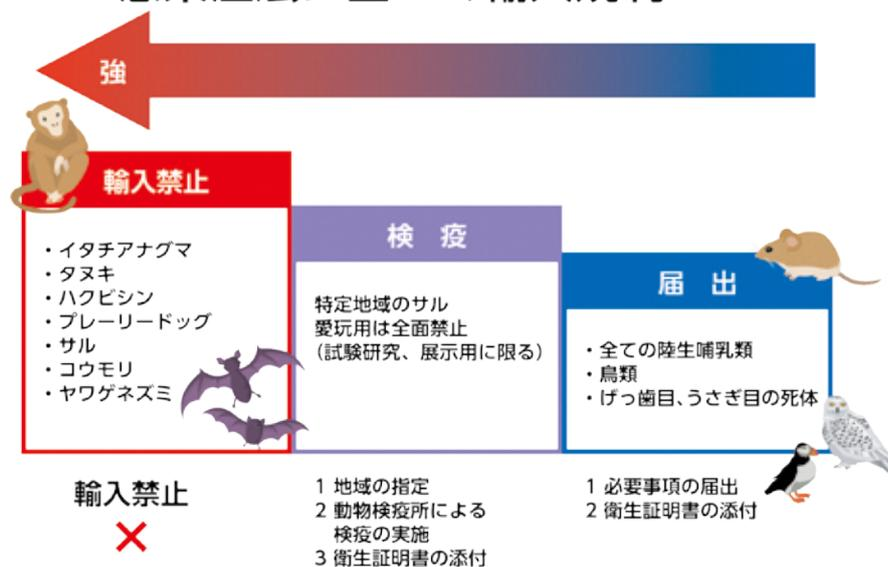 強
輸入禁止
・イタチアナグマ
・タヌキ
・ハクビシン
・プレーリードッグ
・サル
・コウモリ
・ヤワゲネズミ
検 疫
特定地域のサル
愛玩用は全面禁止
(試験研究、展示用に限る)
届 出
・全ての陸生哺乳類
・鳥類
・げっ歯目、うさぎ目の死体
輸入禁止
×
1 地域の指定
2 動物検疫所による
検疫の実施
3 衛生証明書の添付
1 必要事項の届出
2 衛生証明書の添付